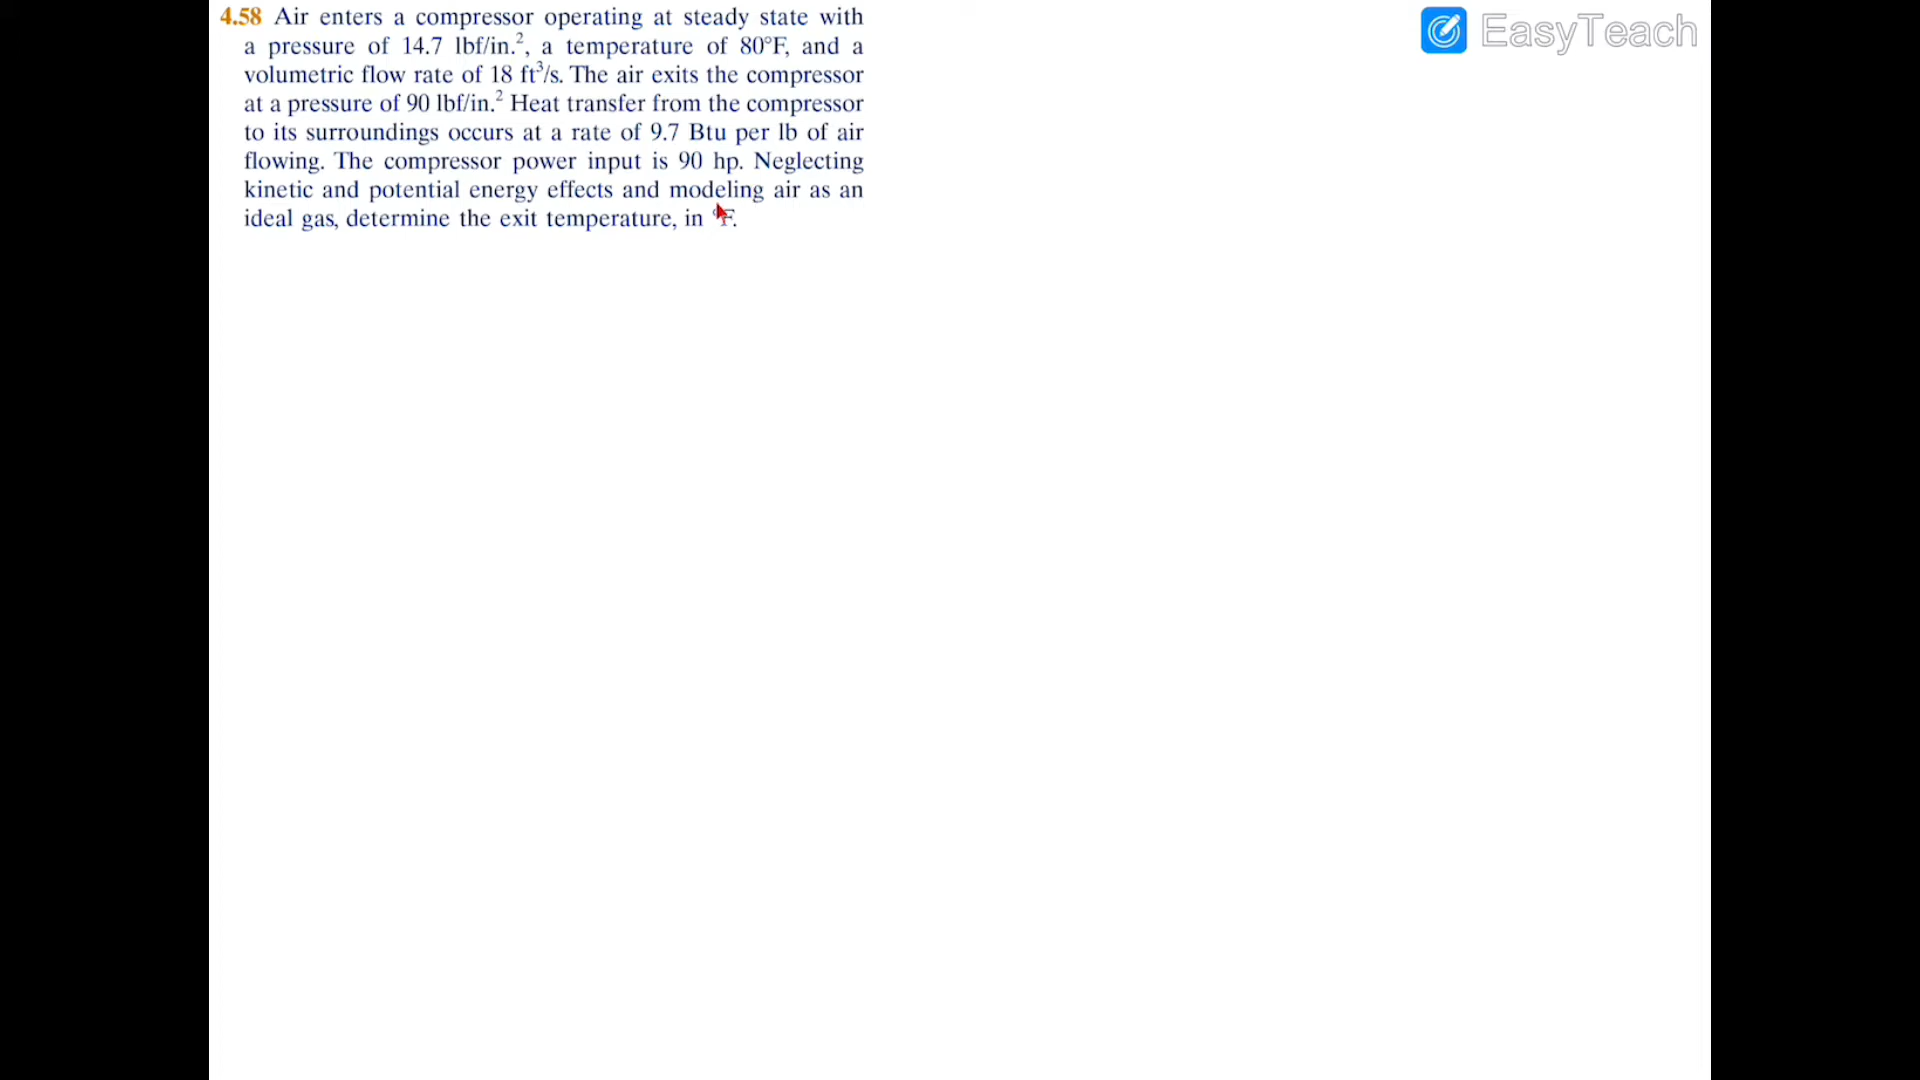 4.58 Air enters a compressor operating at steady state with
a pressure of 14.7 lbf/in.², a temperature of 80°F, and a
volumetric flow rate of 18 ft³/s. The air exits the compressor
at a pressure of 90 lbf/in.² Heat transfer from the compressor
to its surroundings occurs at a rate of 9.7 Btu per lb of air
flowing. The compressor power input is 90 hp. Neglecting
kinetic and potential energy effects and modeling air as an
ideal gas, determine the exit temperature, in °F.
EasyTeach